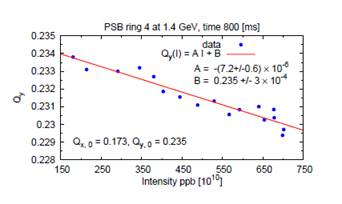 PSB ring 4 at 1.4 GeV, time 800 [ms]
0.235
0.234
0.233
0.232
0.231
0.23
0.229
0.228
Qy
data
Qy(I) = A I + B
A = -(7.2+/-0.6) × 10-6
B = 0.235 +/- 3 × 10-4
Qx, 0 = 0.173, Qy, 0 = 0.235
150 250 350 450 550 650 750
Intensity ppb [1010]